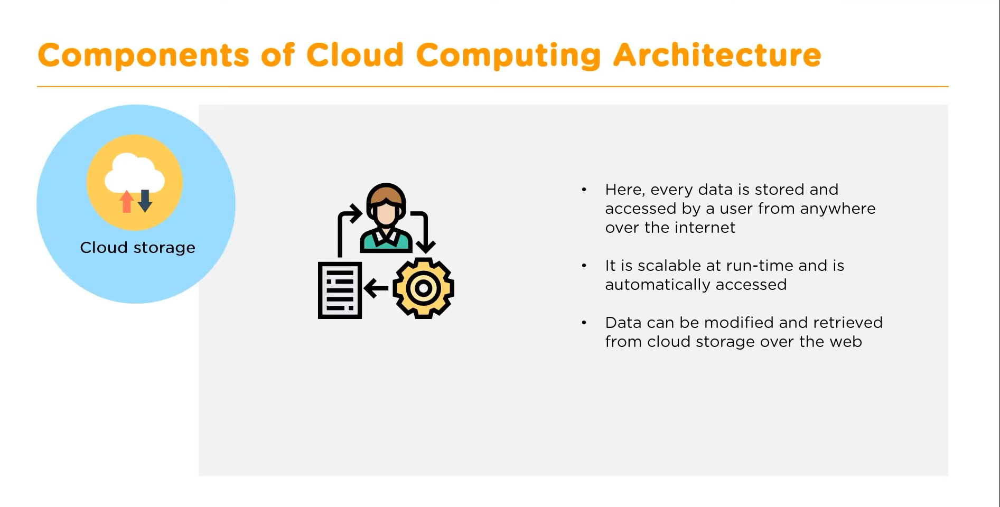 Components of Cloud Computing Architecture
Cloud storage
• Here, every data is stored and
accessed by a user from anywhere
over the internet
• It is scalable at run-time and is
automatically accessed
• Data can be modified and retrieved
from cloud storage over the web